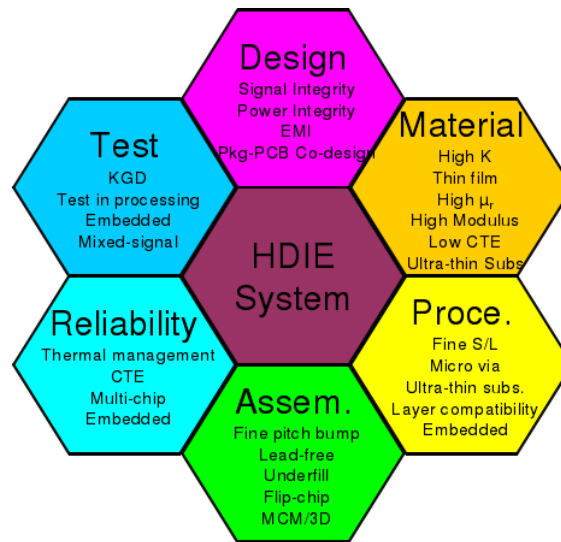 Design
Signal Integrity
Power Integrity
EMI
Pkg-PCB Co-design
Material
High K
Thin film
High μr
High Modulus
Low CTE
Ultra-thin Subs
Test
KGD
Test in processing
Embedded
Mixed-signal
HDIE
System
Reliability
Thermal management
CTE
Multi-chip
Embedded
Proce.
Fine S/L
Micro via
Ultra-thin subs.
Layer compatibility
Embedded
Assem.
Fine pitch bump
Lead-free
Underfill
Flip-chip
MCM/3D